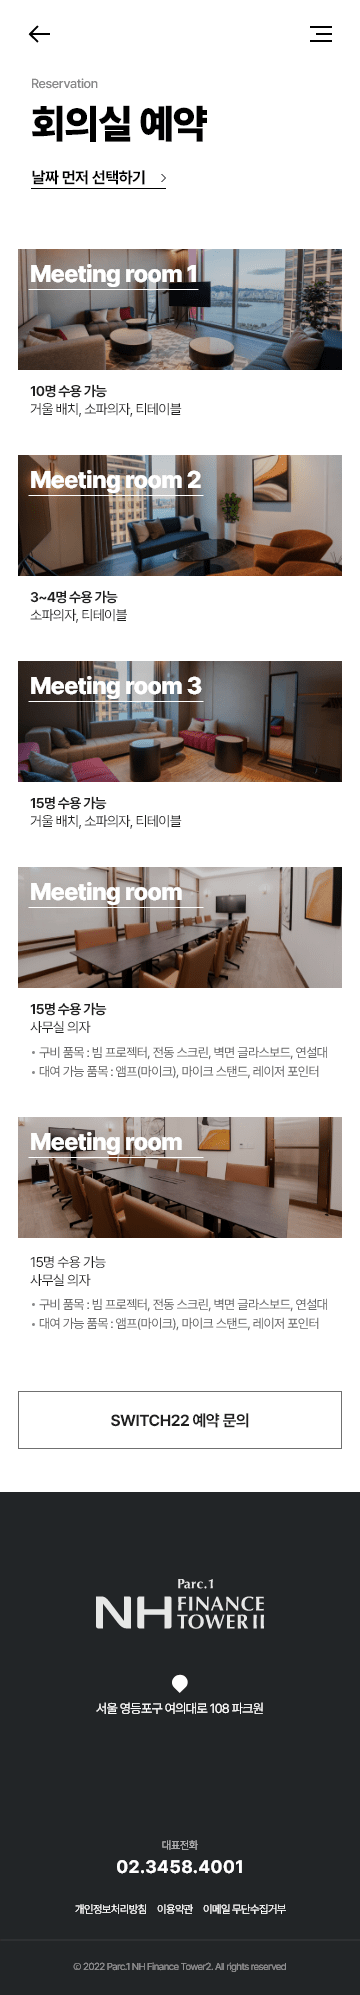 Reservation
회의실 예약
날짜 먼저 선택하기
Meeting room 1
10명 수용 가능
거울 배치, 소파의자, 티테이블
Meeting room 2
3~4명 수용 가능
소파의자, 티테이블
Meeting room 3
15명 수용 가능
거울 배치, 소파의자, 티테이블
Meeting room
15명 수용 가능
사무실 의자
• 구비 품목 : 빔 프로젝터, 전동 스크린, 벽면 글라스보드, 연설대
• 대여 가능 품목 : 앰프(마이크), 마이크 스탠드, 레이저 포인터
Meeting room
15명 수용 가능
사무실 의자
• 구비 품목 : 빔 프로젝터, 전동 스크린, 벽면 글라스보드, 연설대
• 대여 가능 품목 : 앰프(마이크), 마이크 스탠드, 레이저 포인터
SWITCH22 예약 문의
Parc.1
NH FINANCE
TOWER II
서울 영등포구 여의대로 108 파크원
대표전화
02.3458.4001
개인정보처리방침 이용약관 이메일 무단수집거부
© 2022 Parc.1 NH Finance Tower2. All rights reserved